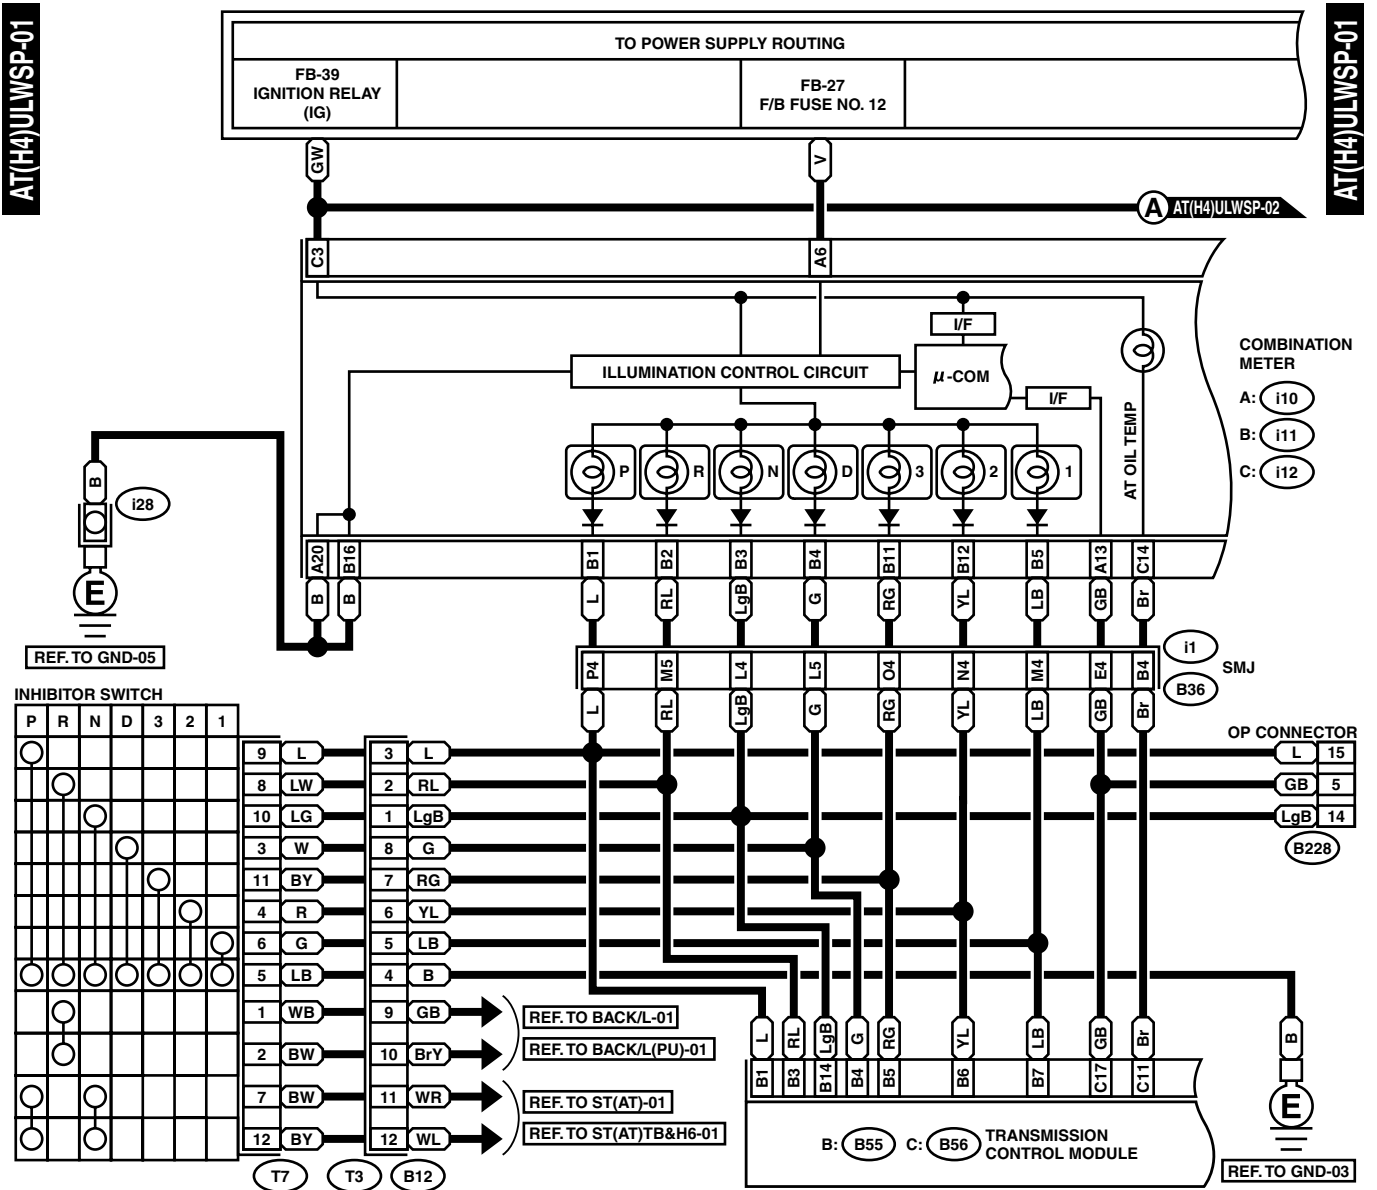 AT(H4)ULWSP-01
AT(H4)ULWSP-01
TO POWER SUPPLY ROUTING
FB-39
IGNITION RELAY
(IG)
FB-27
F/B FUSE NO. 12
GW
V
A
AT(H4)ULWSP-02
C3
A6
I/F
ILLUMINATION CONTROL CIRCUIT
μ-COM
I/F
AT OIL TEMP
COMBINATION
METER
A: i10
B: i11
C: i12
P R N D 3 2 1
B
i28
E
REF. TO GND-05
A20 B16 B1 B2 B3 B4 B11 B12 B5 A13 C14
B B L RL LgB G RG YL LB GB Br
i1
P4 M5 L4 L5 O4 N4 M4 E4 B4
SMJ
B36
L RL LgB G RG YL LB GB Br
INHIBITOR SWITCH
P R N D 3 2 1
OP CONNECTOR
9 L 3 L L 15
8 LW 2 RL GB 5
10 LG 1 LgB LgB 14
3 W 8 G B228
11 BY 7 RG
4 R 6 YL
6 G 5 LB
5 LB 4 B
1 WB 9 GB
REF. TO BACK/L-01
2 BW 10 BrY
REF. TO BACK/L(PU)-01
7 BW 11 WR
REF. TO ST(AT)-01
12 BY 12 WL
REF. TO ST(AT)TB&H6-01
T7 T3 B12
L RL LgB G RG YL LB GB Br B
B1 B3 B14 B4 B5 B6 B7 C17 C11
E
B: B55 C: B56 TRANSMISSION
CONTROL MODULE
REF. TO GND-03